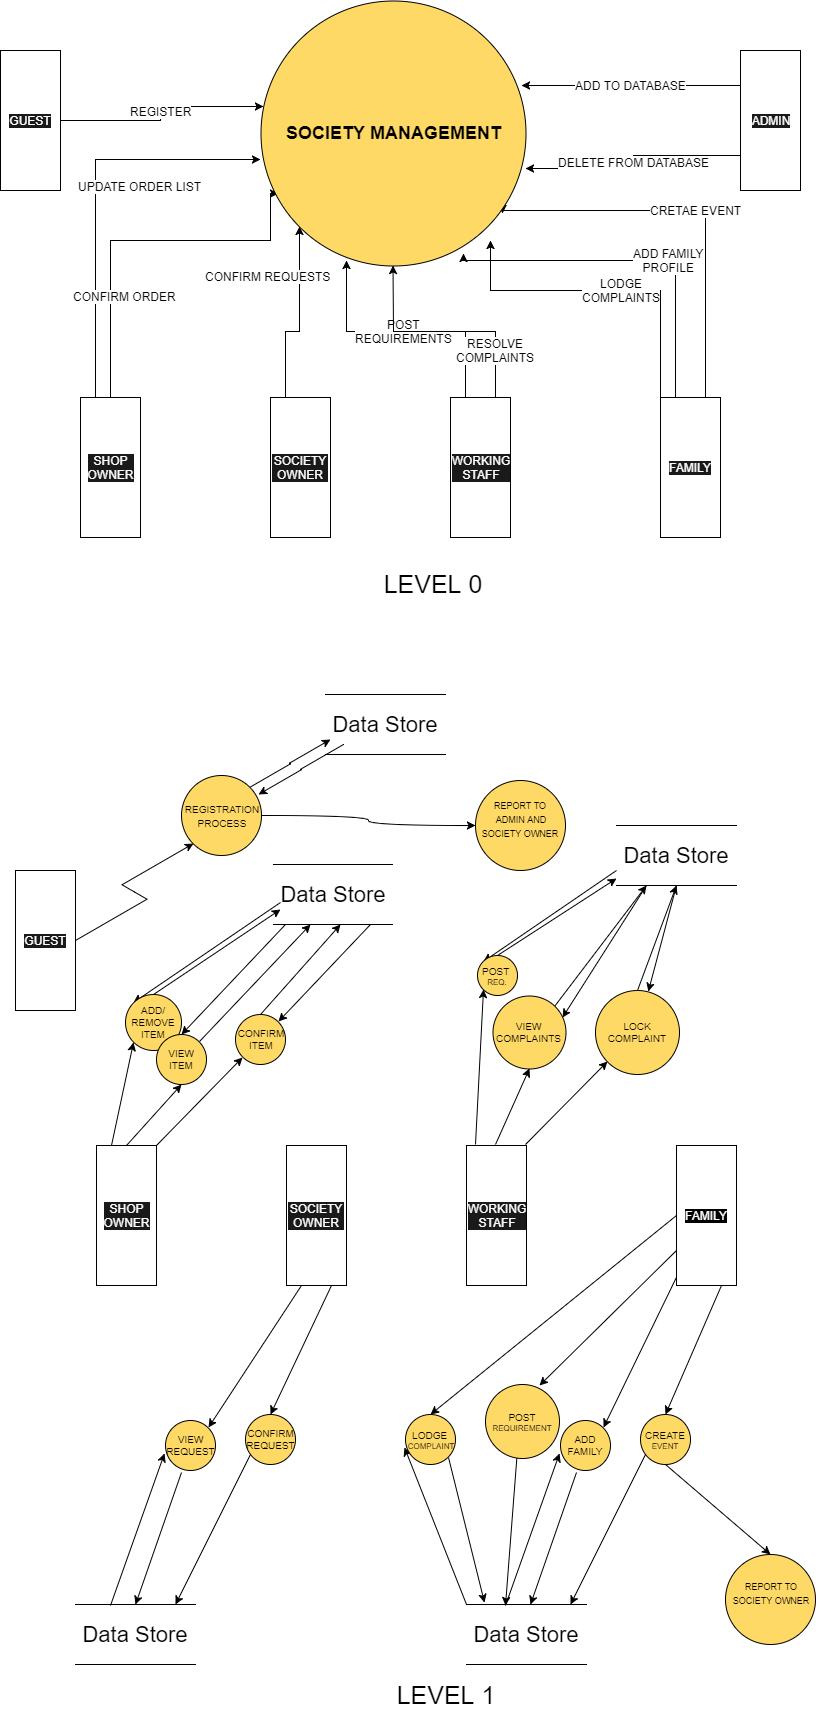 GUEST
REGISTER
SOCIETY MANAGEMENT
ADD TO DATABASE
ADMIN
DELETE FROM DATABASE
UPDATE ORDER LIST
CRETAE EVENT
ADD FAMILY
PROFILE
CONFIRM REQUESTS
LODGE
COMPLAINTS
CONFIRM ORDER
POST
REQUIREMENTS
RESOLVE
COMPLAINTS
SHOP
OWNER
SOCIETY
OWNER
WORKING
STAFF
FAMILY
LEVEL 0
Data Store
REGISTRATION
PROCESS
REPORT TO
ADMIN AND
SOCIETY OWNER
Data Store
Data Store
GUEST
POST
REQ.
ADD/
REMOVE
ITEM
VIEW
ITEM
CONFIRM
ITEM
VIEW
COMPLAINTS
LOCK
COMPLAINT
SHOP
OWNER
SOCIETY
OWNER
WORKING
STAFF
FAMILY
VIEW
REQUEST
CONFIRM
REQUEST
LODGE
COMPLAINT
POST
REQUIREMENT
ADD
FAMILY
CREATE
EVENT
REPORT TO
SOCIETY OWNER
Data Store
Data Store
LEVEL 1